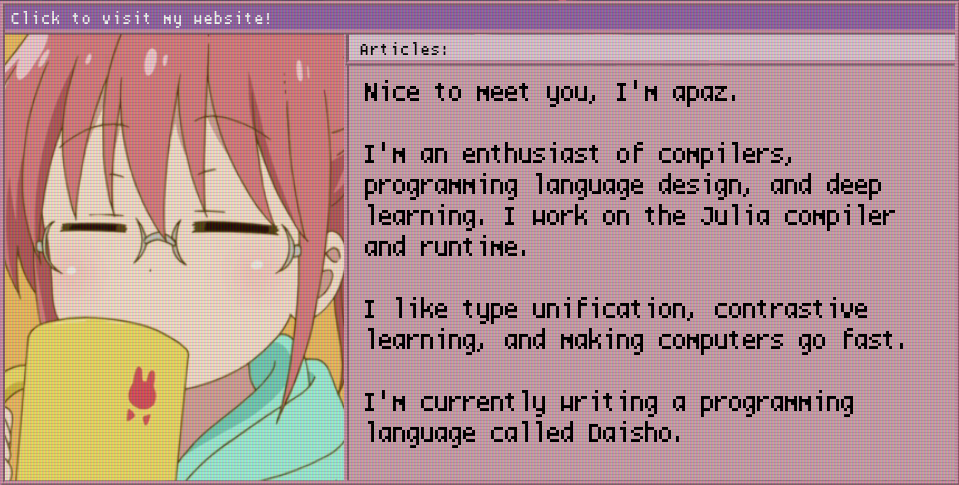 Click to visit my website!
Articles:
Nice to meet you, I'm apaz.
I'm an enthusiast of compilers,
programming language design, and deep
learning. I work on the Julia compiler
and runtime.
I like type unification, contrastive
learning, and making computers go fast.
I'm currently writing a programming
language called Daisho.